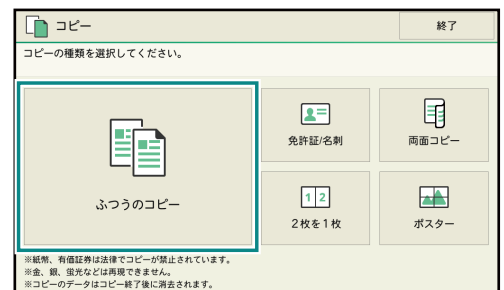 コピー
終了
コピーの種類を選択してください。
ふつうのコピー
免許証/名刺
両面コピー
1 2
2枚を1枚
ポスター
※紙幣、有価証券は法律でコピーが禁止されています。
※金、銀、蛍光などは再現できません。
※コピーのデータはコピー終了後に消去されます。